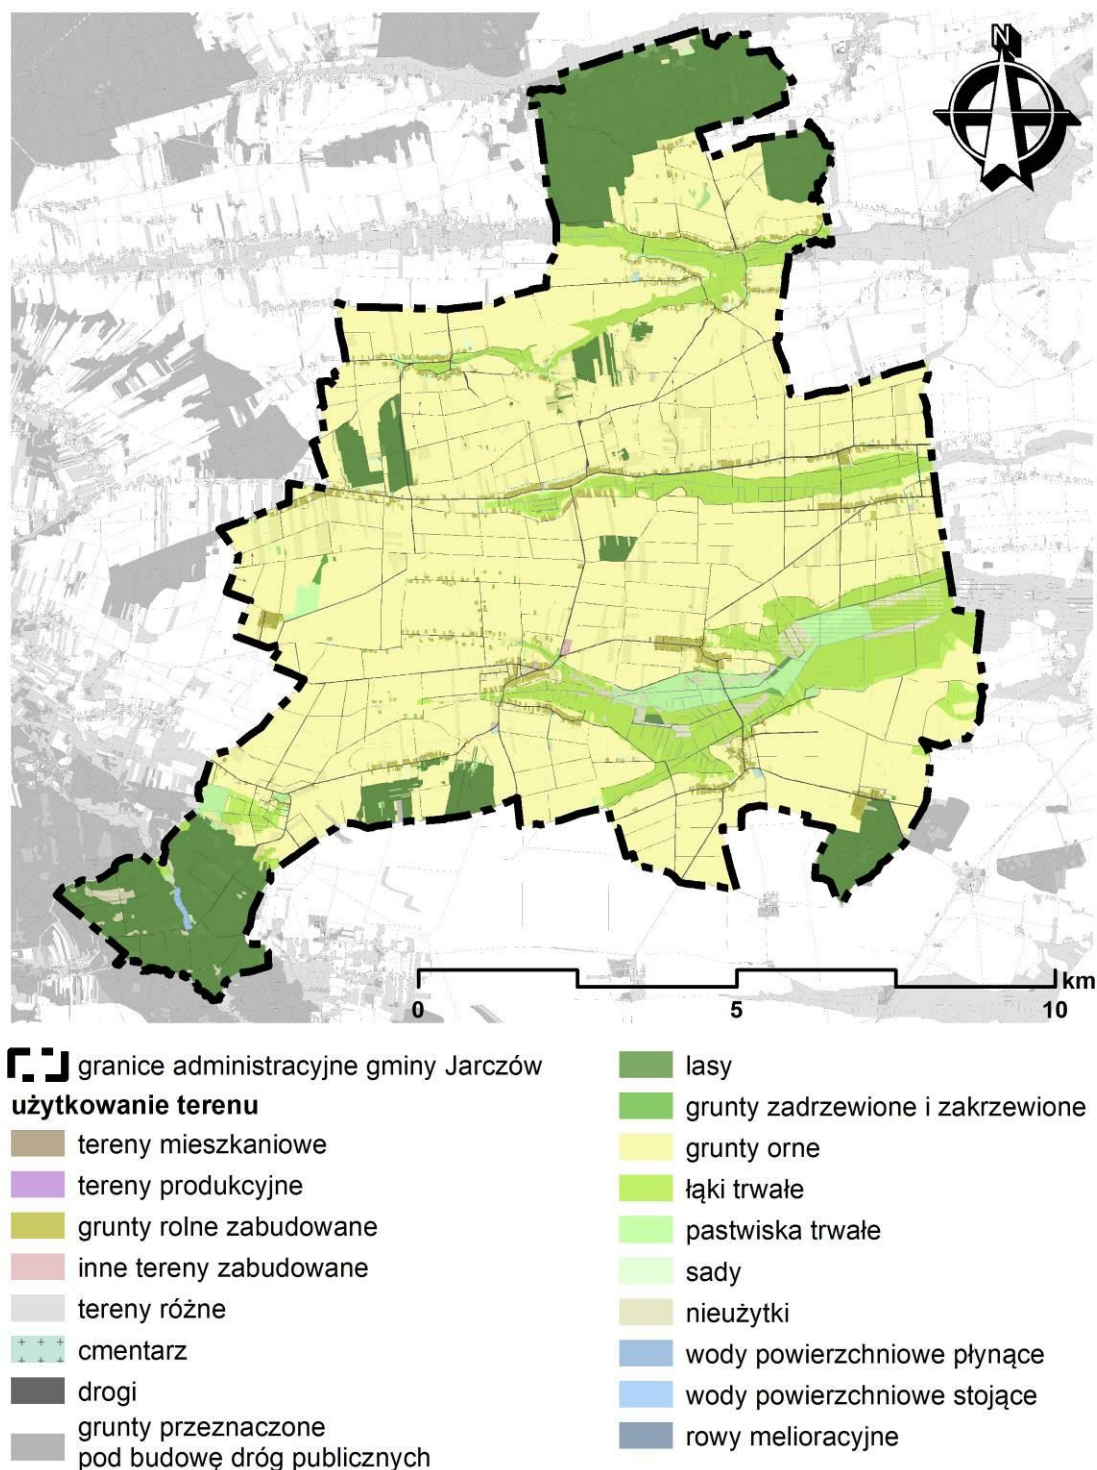 N
km
0
5
10
granice administracyjne gminy Jarczów
użytkowanie terenu
tereny mieszkaniowe
tereny produkcyjne
grunty rolne zabudowane
inne tereny zabudowane
tereny różne
cmentarz
drogi
grunty przeznaczone
pod budowę dróg publicznych
lasy
grunty zadrzewione i zakrzewione
grunty orne
łąki trwałe
pastwiska trwałe
sady
nieużytki
wody powierzchniowe płynące
wody powierzchniowe stojące
rowy melioracyjne